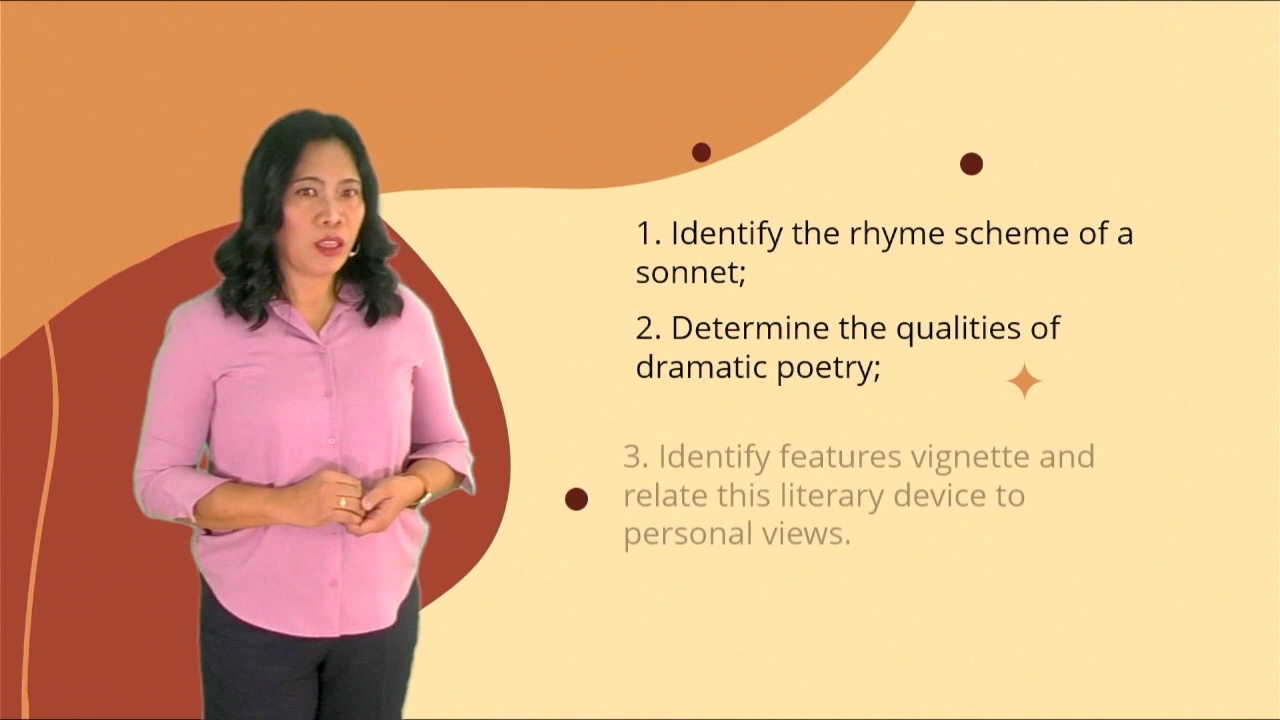 1. Identify the rhyme scheme of a
sonnet;
2. Determine the qualities of
dramatic poetry;
3. Identify features vignette and
relate this literary device to
personal views.